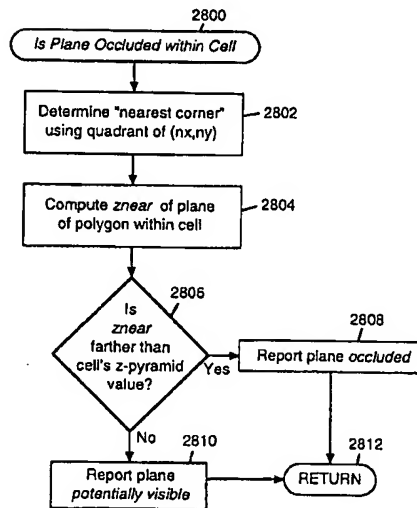 2800
Is Plane Occluded within Cell
Determine "nearest corner"
using quadrant of (nx,ny)
2802
Compute znear of plane
of polygon within cell
2804
2806
Is
znear
farther than
cell's z-pyramid
value?
Yes
2808
Report plane occluded
No
2810
Report plane
potentially visible
2812
RETURN